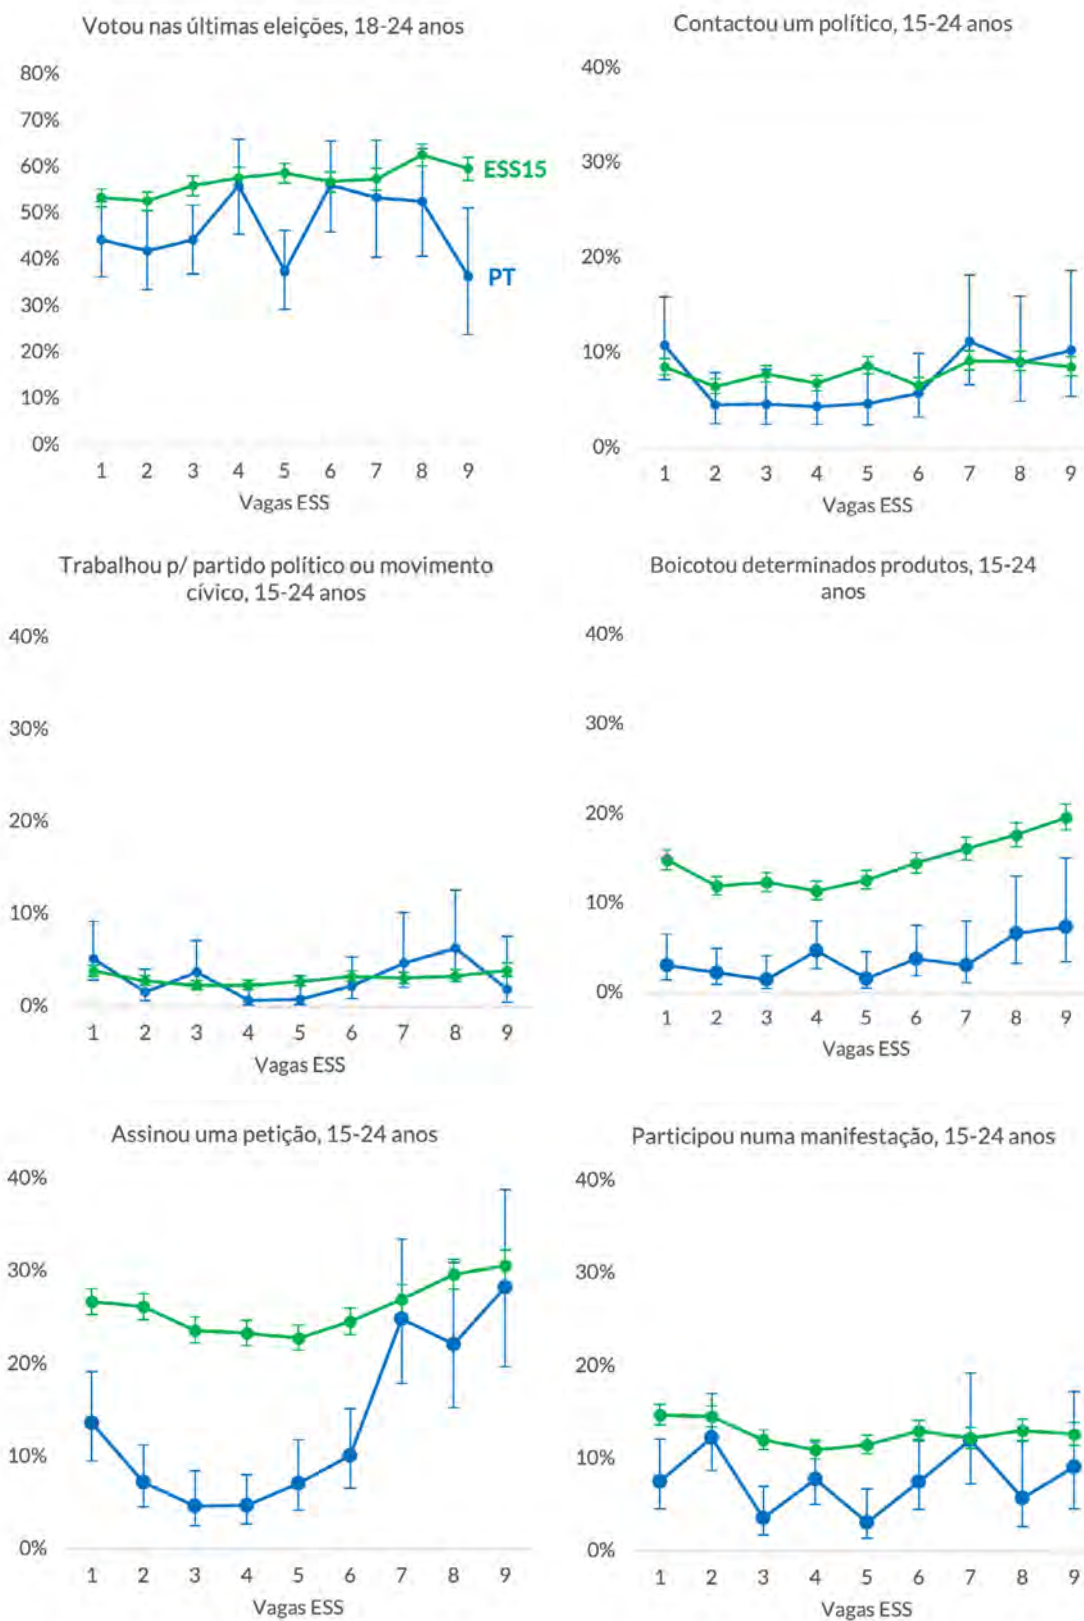 Votou nas últimas eleições, 18-24 anos
80%
70%
60%
50%
40%
30%
20%
10%
0%
ESS15
PT
1 2 3 4 5 6 7 8 9
Vagas ESS
Contactou um político, 15-24 anos
40%
30%
20%
10%
0%
1 2 3 4 5 6 7 8 9
Vagas ESS
Trabalhou p/ partido político ou movimento
cívico, 15-24 anos
40%
30%
20%
10%
0%
1 2 3 4 5 6 7 8 9
Vagas ESS
Boicotou determinados produtos, 15-24
anos
40%
30%
20%
10%
0%
1 2 3 4 5 6 7 8 9
Vagas ESS
Assinou uma petição, 15-24 anos
40%
30%
20%
10%
0%
1 2 3 4 5 6 7 8 9
Vagas ESS
Participou numa manifestação, 15-24 anos
40%
30%
20%
10%
0%
1 2 3 4 5 6 7 8 9
Vagas ESS